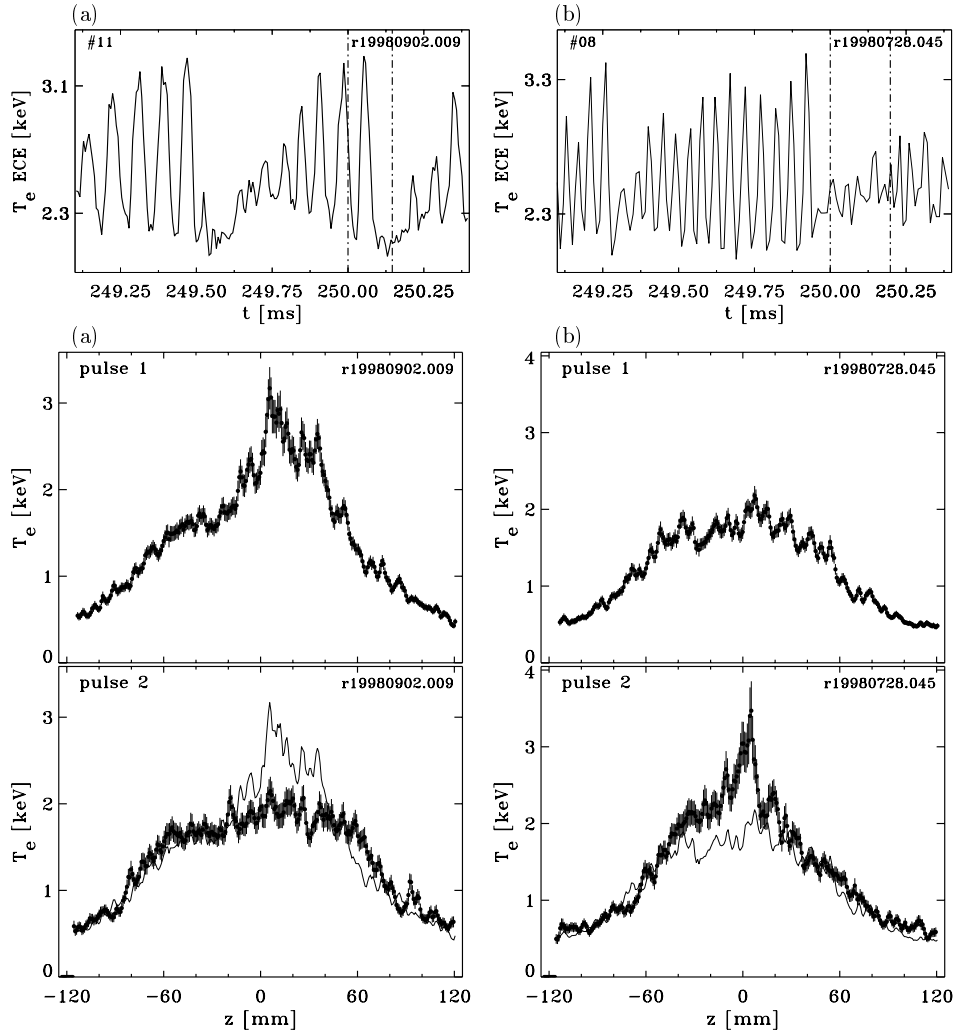 (a)
(b)
#11
r19980902.009
#08
r19980728.045
T_e ECE [keV]
3.1
2.3
T_e ECE [keV]
3.3
2.3
249.25 249.50 249.75 250.00 250.25
249.25 249.50 249.75 250.00 250.25
t [ms]
t [ms]
(a)
(b)
pulse 1
r19980902.009
pulse 1
r19980728.045
T_e [keV]
3
2
1
0
T_e [keV]
4
3
2
1
0
pulse 2
r19980902.009
pulse 2
r19980728.045
T_e [keV]
3
2
1
0
T_e [keV]
4
3
2
1
0
−120 −60 0 60 120
−120 −60 0 60 120
z [mm]
z [mm]